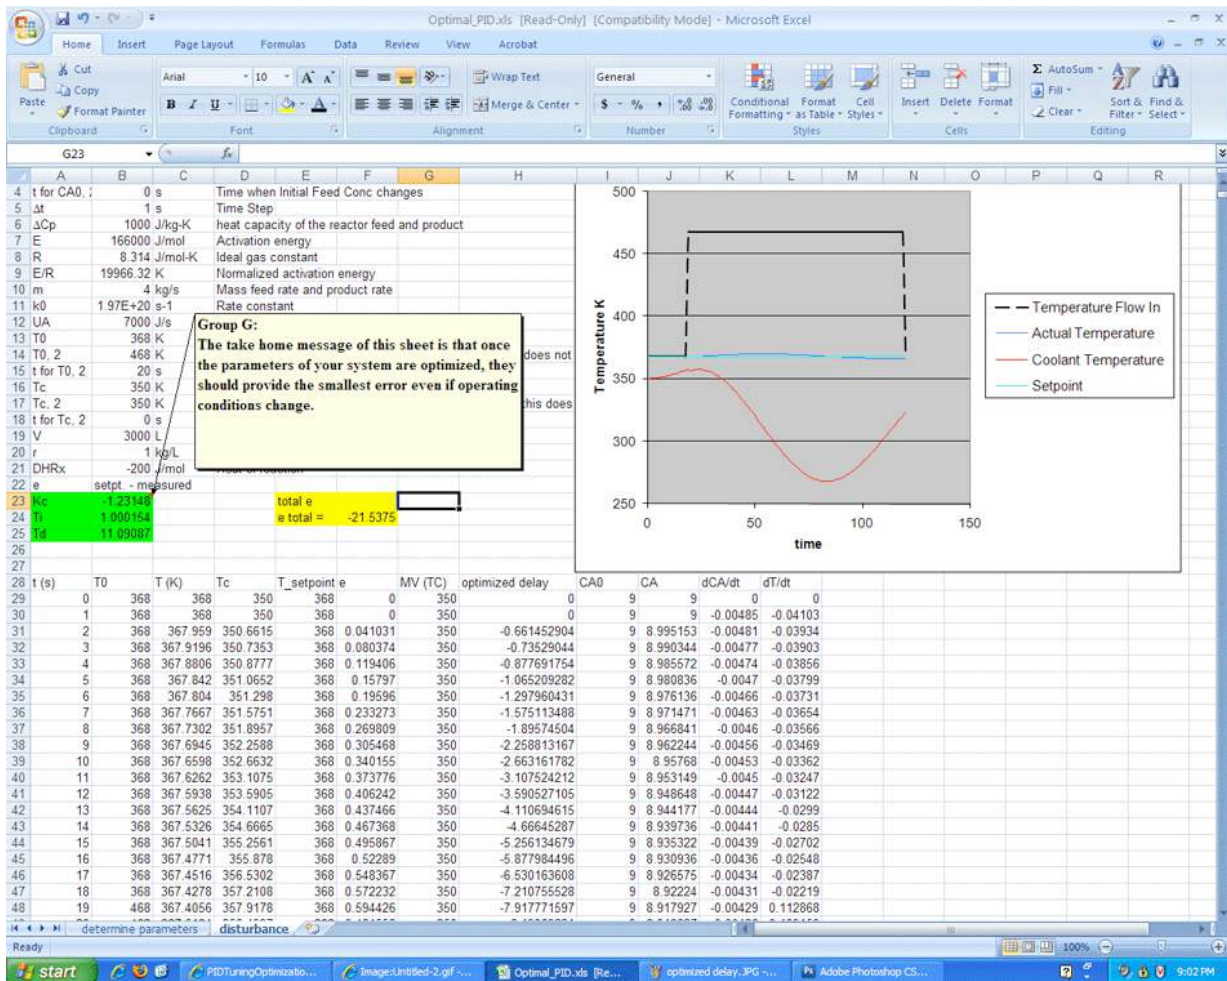 Optimal_PID.xls [Read-Only] [Compatibility Mode] - Microsoft Excel
Home Insert Page Layout Formulas Data Review View Acrobat
Cut
Copy
Paste
Format Painter
Arial 10
B I U
Wrap Text
Merge & Center
General
$ % ,
Conditional Formatting
Format as Table
Cell Styles
Insert Delete Format
Σ AutoSum
Fill
Clear
Sort & Filter
Find & Select
Clipboard Font Alignment Number Styles Cells Editing
G23 fx
A B C D E F G H I J K L M N O P Q R
4 t for CA0, 0 s Time when Initial Feed Conc changes
5 Δt 1 s Time Step
6 ΔCp 1000 J/kg-K heat capacity of the reactor feed and product
7 E 166000 J/mol Activation energy
8 R 8.314 J/mol-K Ideal gas constant
9 E/R 19966.32 K Normalized activation energy
10 m 4 kg/s Mass feed rate and product rate
11 k0 1.97E+20 s-1 Rate constant
12 UA 7000 J/s
13 T0 368 K
14 T0, 2 468 K does not
15 t for T0, 2 20 s
16 Tc 350 K
17 Tc, 2 350 K this does
18 t for Tc, 2 0 s
19 V 3000 L
20 r 1 kg/L
21 DHRx -200 J/mol
22 e setpt. - measured
23 Kc -1.23148 total e
24 Ti 1.000154 e total = -21.5375
25 Td 11.09087
26
27
Group G:
The take home message of this sheet is that once
the parameters of your system are optimized, they
should provide the smallest error even if operating
conditions change.
500
450
400
350
300
250
Temperature K
0 50 100 150
time
Temperature Flow In
Actual Temperature
Coolant Temperature
Setpoint
28 t (s) T0 T (K) Tc T_setpoint e MV (TC) optimized delay CA0 CA dCA/dt dT/dt
29 0 368 368 350 368 0 350 0 9 9 0 0
30 1 368 368 350 368 0 350 0 9 9 -0.00485 -0.04103
31 2 368 367.959 350.6615 368 0.041031 350 -0.661452904 9 8.995153 -0.00481 -0.03934
32 3 368 367.9196 350.7353 368 0.080374 350 -0.73529044 9 8.990344 -0.00477 -0.03903
33 4 368 367.8806 350.8777 368 0.119406 350 -0.877691754 9 8.985572 -0.00474 -0.03856
34 5 368 367.842 351.0652 368 0.15797 350 -1.065209282 9 8.980836 -0.0047 -0.03799
35 6 368 367.804 351.298 368 0.19596 350 -1.297960431 9 8.976136 -0.00466 -0.03731
36 7 368 367.7667 351.5751 368 0.233273 350 -1.575113488 9 8.971471 -0.00463 -0.03654
37 8 368 367.7302 351.8957 368 0.269809 350 -1.89574504 9 8.966841 -0.0046 -0.03566
38 9 368 367.6945 352.2588 368 0.305468 350 -2.258813167 9 8.962244 -0.00456 -0.03469
39 10 368 367.6598 352.6632 368 0.340155 350 -2.663161782 9 8.95768 -0.00453 -0.03362
40 11 368 367.6262 353.1075 368 0.373776 350 -3.107524212 9 8.953149 -0.0045 -0.03247
41 12 368 367.5938 353.5905 368 0.406242 350 -3.590527105 9 8.948648 -0.00447 -0.03122
42 13 368 367.5625 354.1107 368 0.437466 350 -4.110694615 9 8.944177 -0.00444 -0.0299
43 14 368 367.5326 354.6665 368 0.467368 350 -4.66645287 9 8.939736 -0.00441 -0.0285
44 15 368 367.5041 355.2561 368 0.495867 350 -5.256134679 9 8.935322 -0.00439 -0.02702
45 16 368 367.4771 355.878 368 0.52289 350 -5.877984496 9 8.930936 -0.00436 -0.02548
46 17 368 367.4516 356.5302 368 0.548367 350 -6.530163608 9 8.926575 -0.00434 -0.02387
47 18 368 367.4278 357.2108 368 0.572232 350 -7.210755528 9 8.92224 -0.00431 -0.02219
48 19 468 367.4056 357.9178 368 0.594426 350 -7.917771597 9 8.917927 -0.00429 0.112868
determine parameters disturbance
Ready 100%
start PIDTuningOptimizatio... Image:Untitled-2.gif -... Optimal_PID.xls [Re... optimized delay.JPG -... Adobe Photoshop CS... 9:02 PM